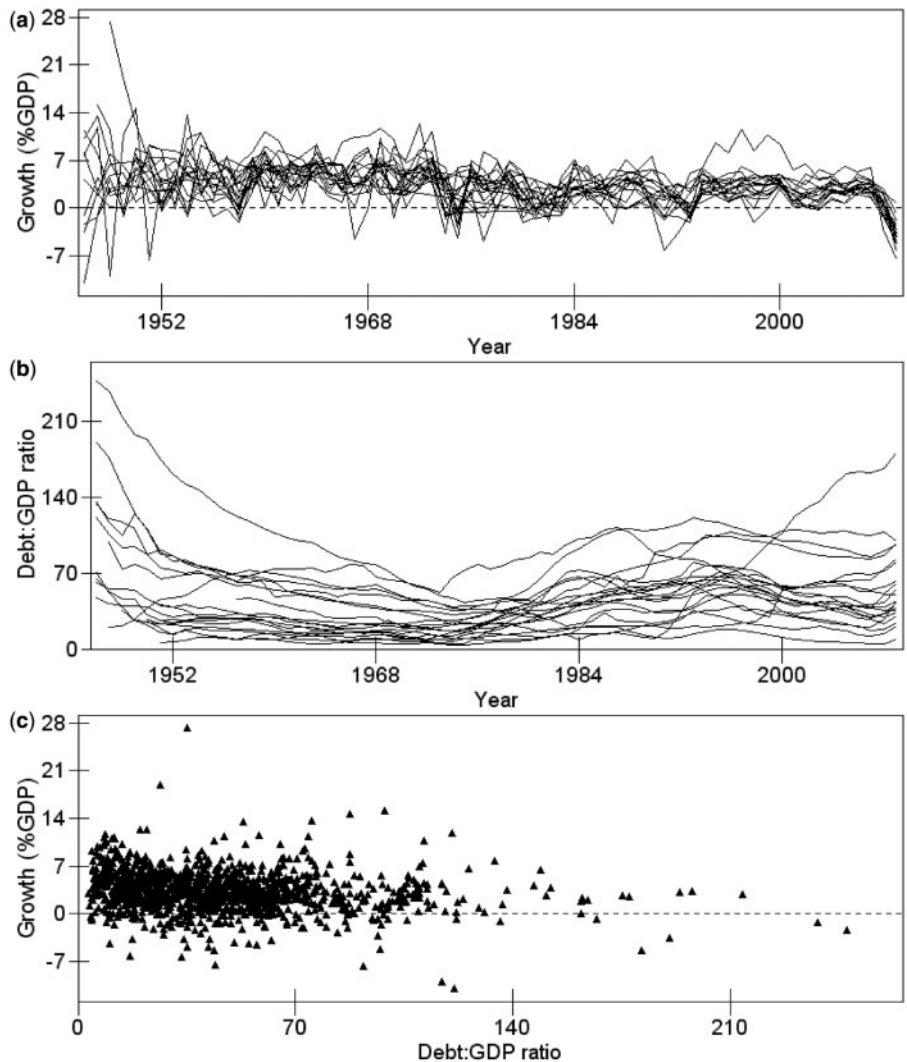 (a)
28
21
14
7
0
-7
Growth (%GDP)
1952 1968 1984 2000
Year
(b)
210
140
70
0
Debt:GDP ratio
1952 1968 1984 2000
Year
(c)
28
21
14
7
0
-7
Growth (%GDP)
0 70 140 210
Debt:GDP ratio